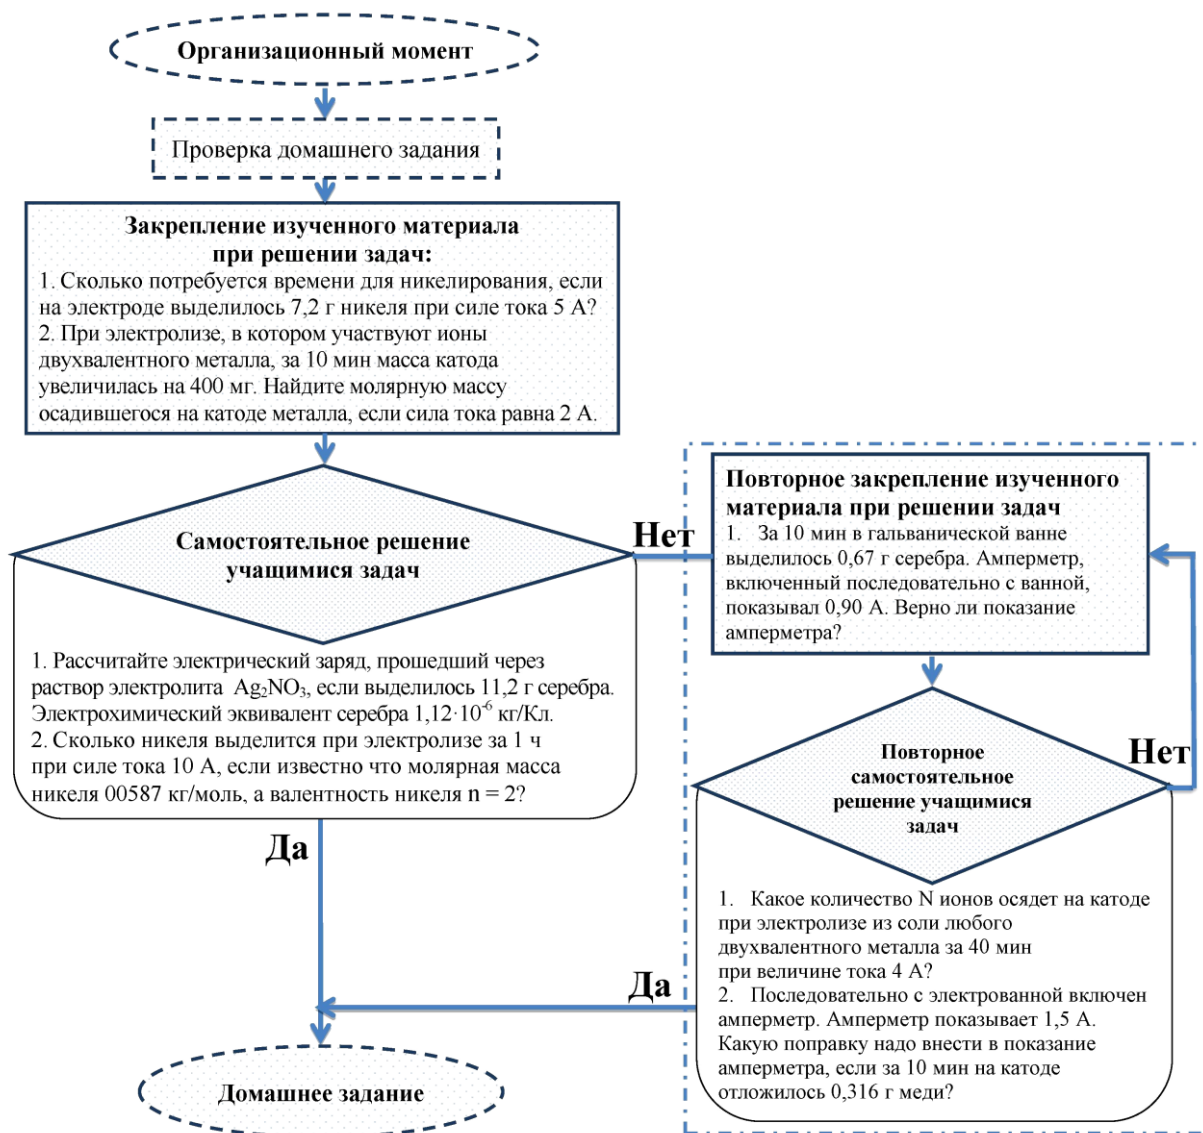 Организационный момент
Проверка домашнего задания
Закрепление изученного материала
при решении задач:
1. Сколько потребуется времени для никелирования, если
на электроде выделилось 7,2 г никеля при силе тока 5 А?
2. При электролизе, в котором участвуют ионы
двухвалентного металла, за 10 мин масса катода
увеличилась на 400 мг. Найдите молярную массу
осадившегося на катоде металла, если сила тока равна 2 А.
Самостоятельное решение
учащимися задач
1. Рассчитайте электрический заряд, прошедший через
раствор электролита Ag₂NO₃, если выделилось 11,2 г серебра.
Электрохимический эквивалент серебра 1,12·10⁻⁶ кг/Кл.
2. Сколько никеля выделится при электролизе за 1 ч
при силе тока 10 А, если известно что молярная масса
никеля 00587 кг/моль, а валентность никеля n = 2?
Нет
Повторное закрепление изученного
материала при решении задач
1. За 10 мин в гальванической ванне
выделилось 0,67 г серебра. Амперметр,
включенный последовательно с ванной,
показывал 0,90 А. Верно ли показание
амперметра?
Повторное
самостоятельное
решение учащимися
задач
Нет
1. Какое количество N ионов осядет на катоде
при электролизе из соли любого
двухвалентного металла за 40 мин
при величине тока 4 А?
2. Последовательно с электрованной включен
амперметр. Амперметр показывает 1,5 А.
Какую поправку надо внести в показание
амперметра, если за 10 мин на катоде
отложилось 0,316 г меди?
Да
Да
Домашнее задание